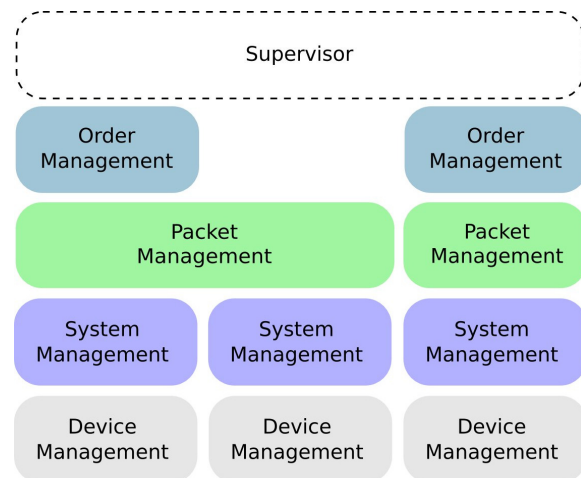 Supervisor
Order
Management
Order
Management
Packet
Management
Packet
Management
System
Management
System
Management
System
Management
Device
Management
Device
Management
Device
Management